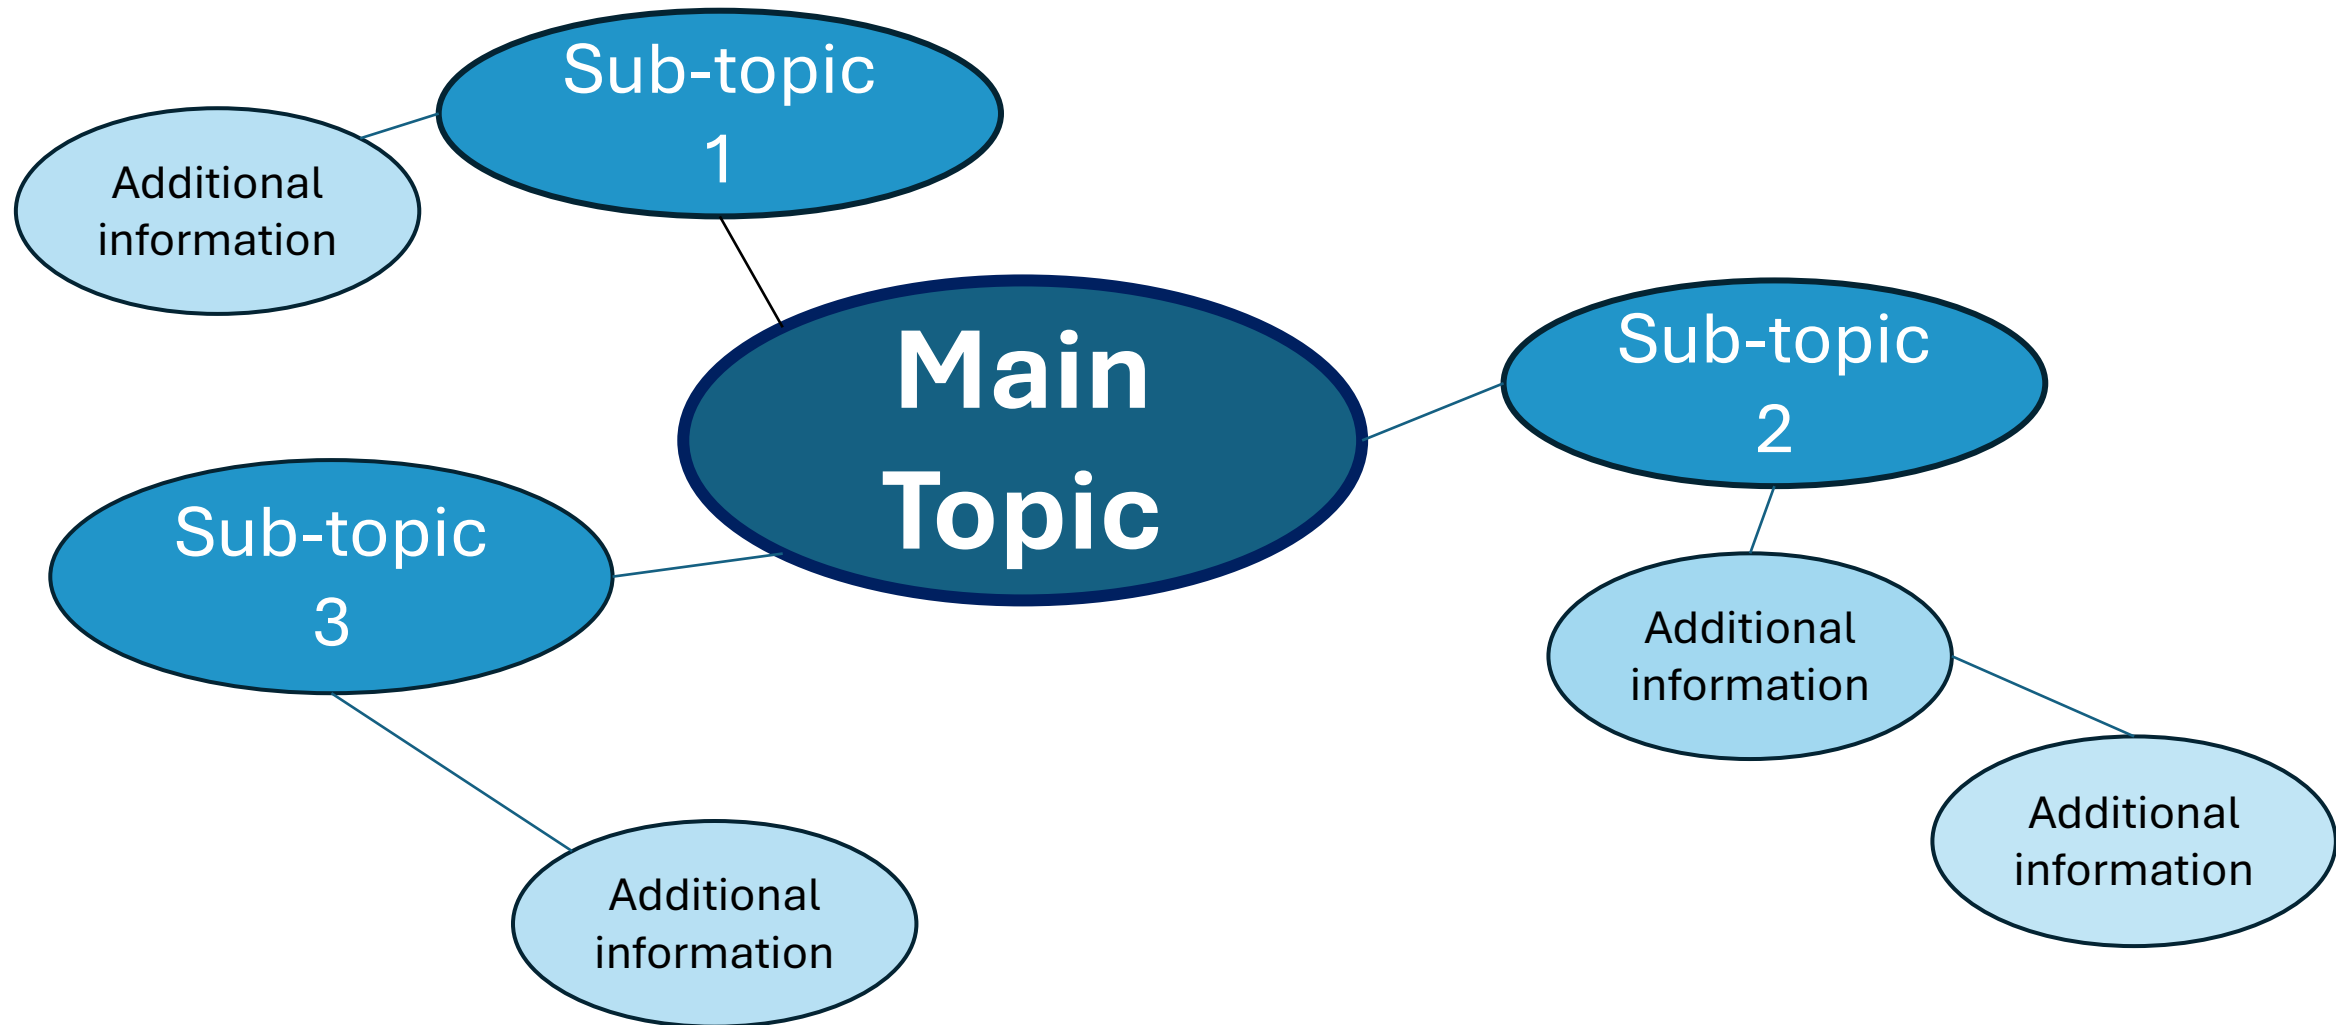 Sub-topic
1
Additional
information
Main
Topic
Sub-topic
2
Sub-topic
3
Additional
information
Additional
information
Additional
information